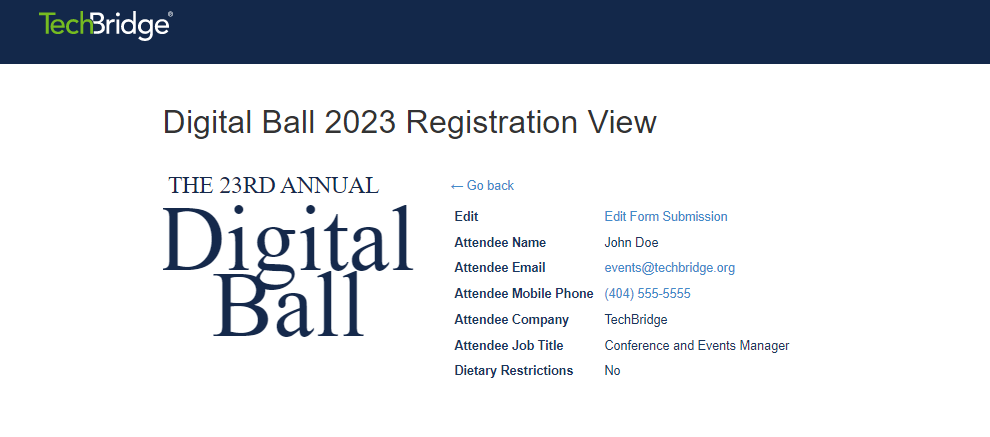 TechBridge®
Digital Ball 2023 Registration View
THE 23RD ANNUAL
Digital
Ball
← Go back
Edit Edit Form Submission
Attendee Name John Doe
Attendee Email events@techbridge.org
Attendee Mobile Phone (404) 555-5555
Attendee Company TechBridge
Attendee Job Title Conference and Events Manager
Dietary Restrictions No